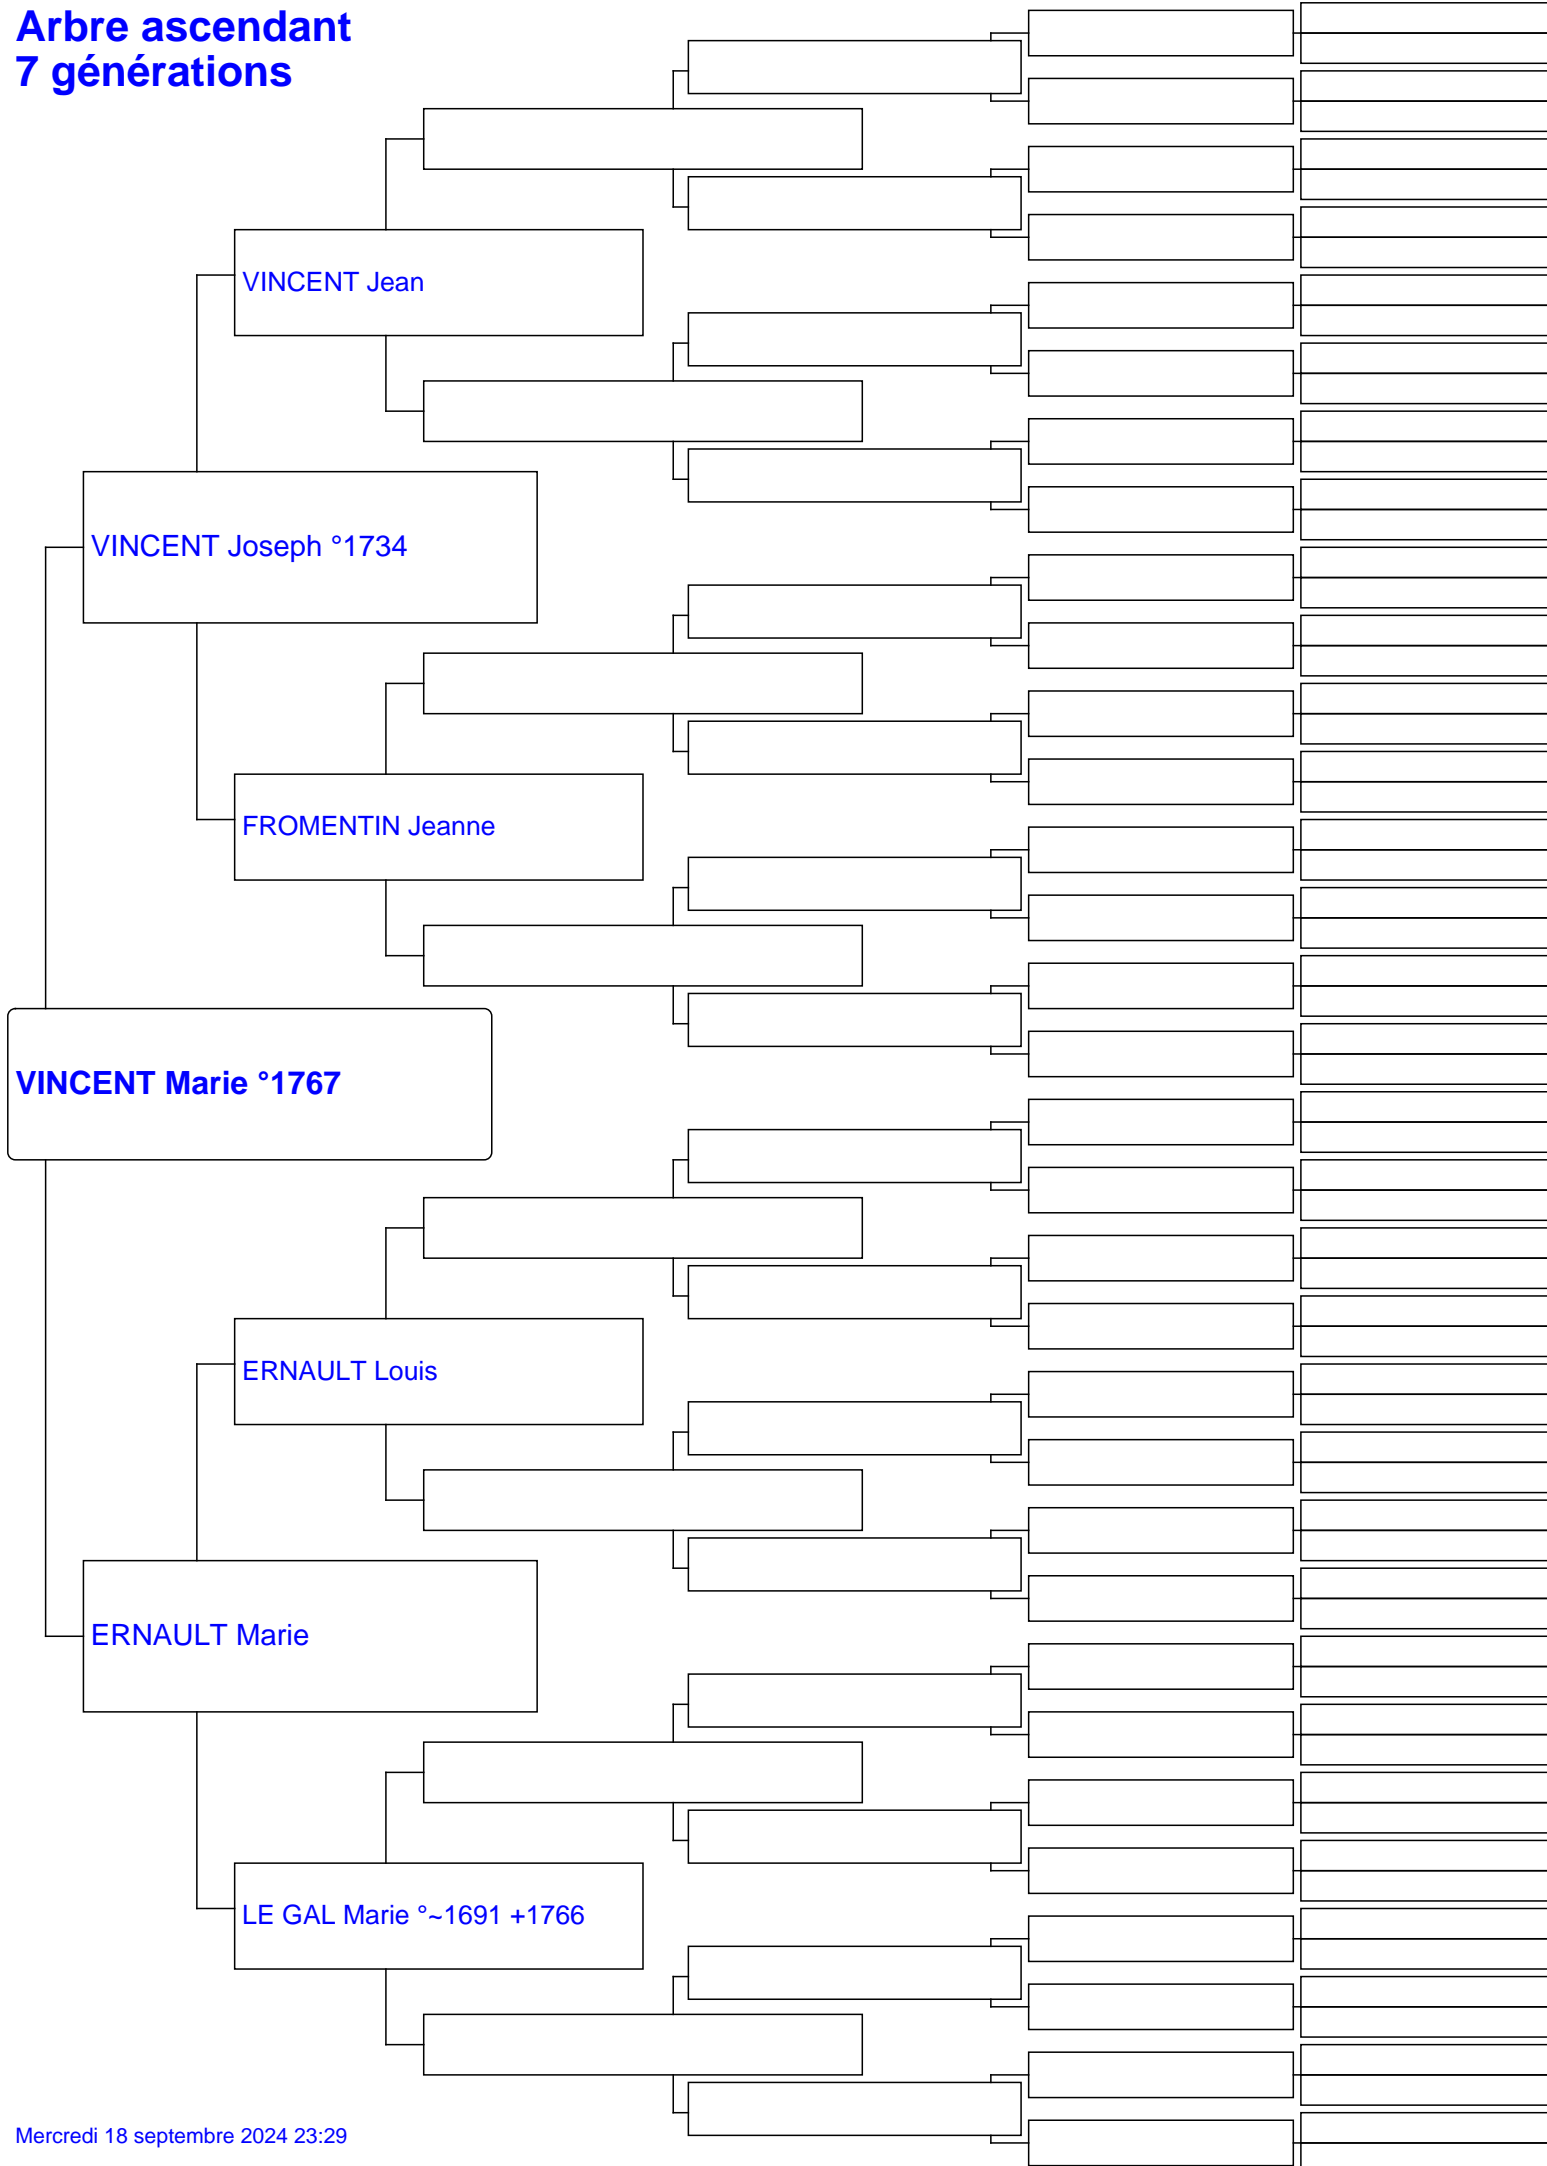 Arbre ascendant
7 générations
VINCENT Jean
VINCENT Joseph °1734
FROMENTIN Jeanne
VINCENT Marie °1767
ERNAULT Louis
ERNAULT Marie
LE GAL Marie °~1691 +1766
Mercredi 18 septembre 2024 23:29